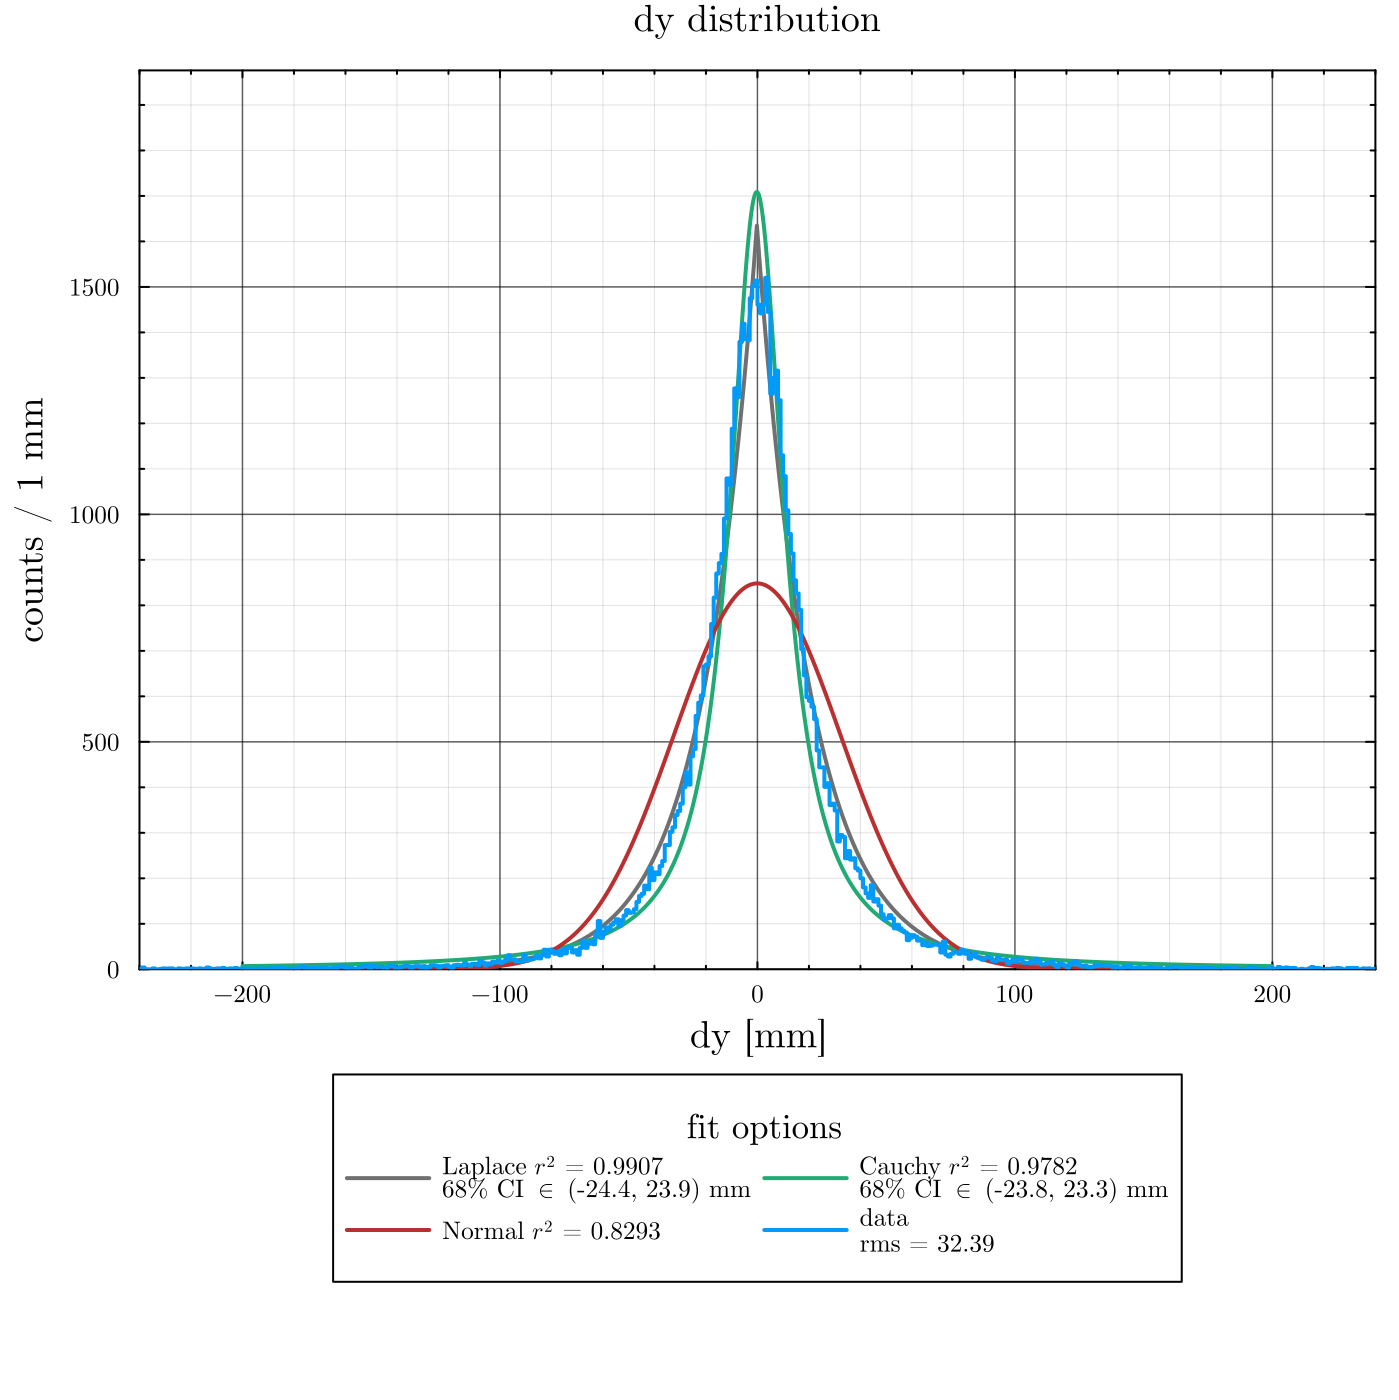 dy distribution
counts / 1 mm
1500
1000
500
0
−200
−100
0
100
200
dy [mm]
fit options
Laplace r² = 0.9907
68% CI ∈ (-24.4, 23.9) mm
Cauchy r² = 0.9782
68% CI ∈ (-23.8, 23.3) mm
Normal r² = 0.8293
data
rms = 32.39